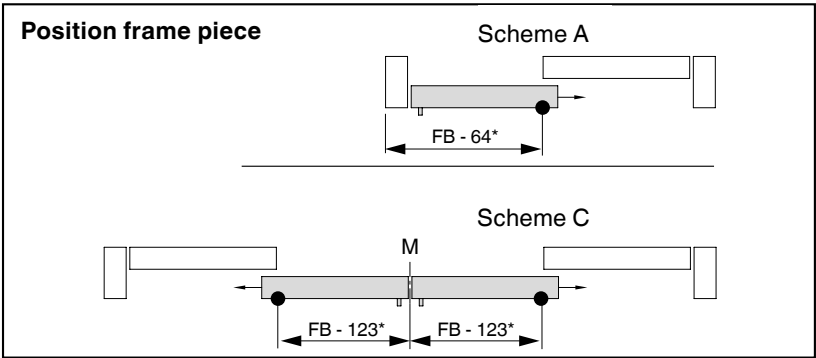 Position frame piece
Scheme A
FB - 64*
Scheme C
M
FB - 123* FB - 123*